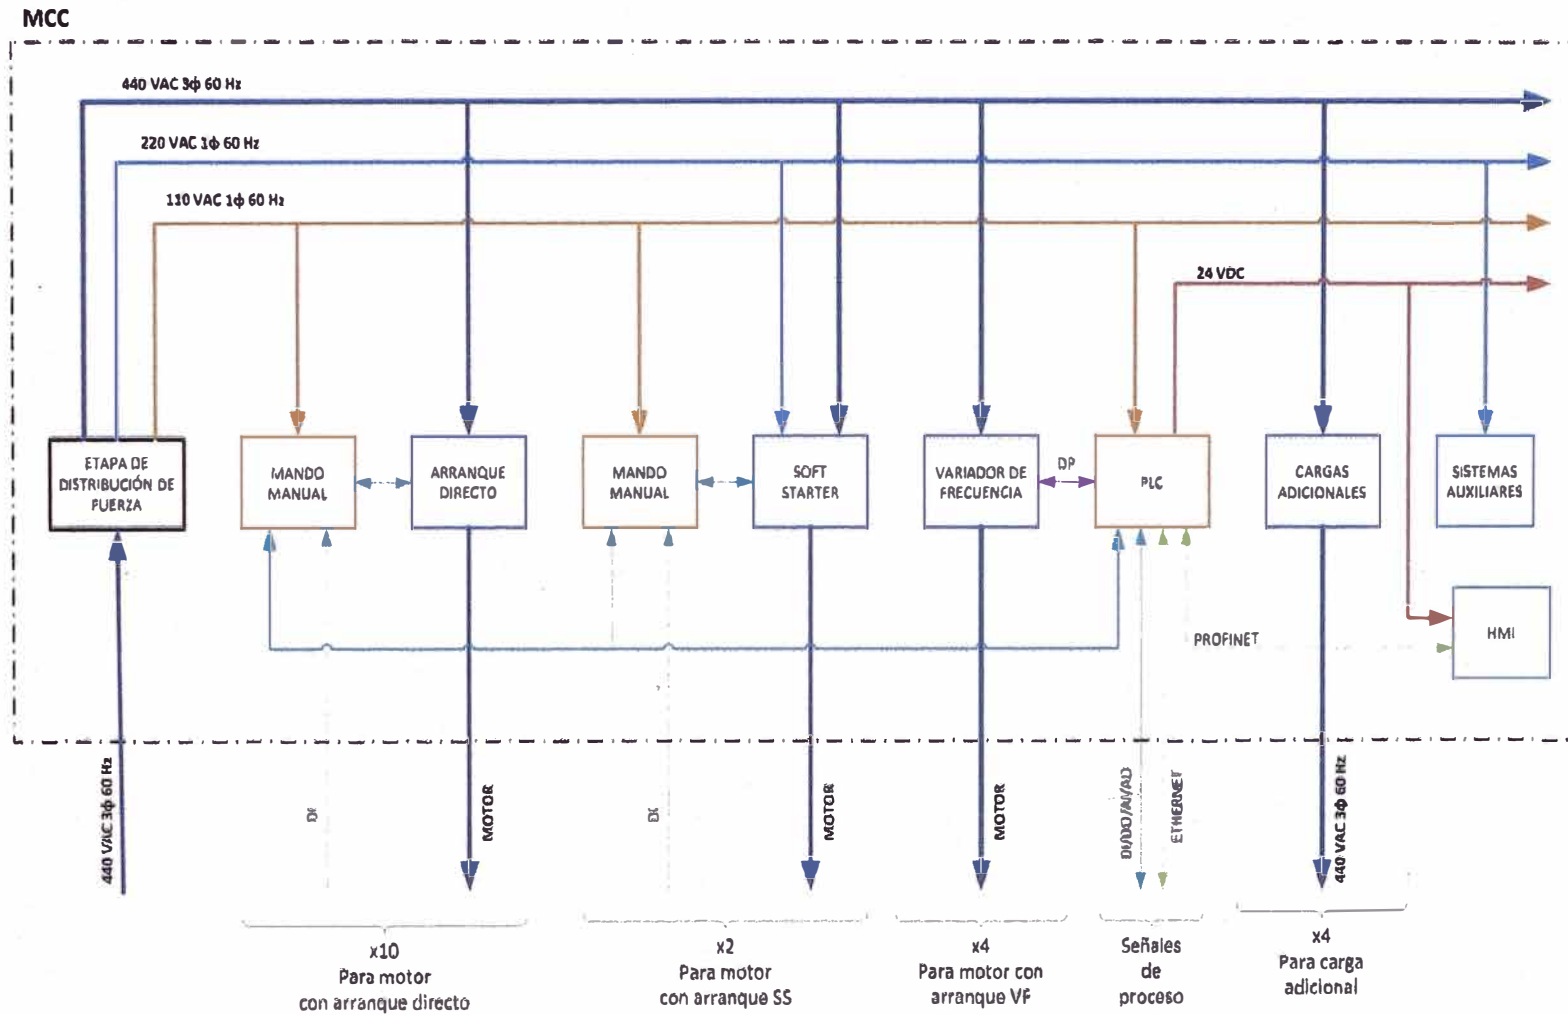 MCC
440 VAC 3ϕ 60 Hz
220 VAC 1ϕ 60 Hz
110 VAC 1ϕ 60 Hz
24 VDC
ETAPA DE
DISTRIBUCIÓN DE
FUERZA
MANDO
MANUAL
ARRANQUE
DIRECTO
MANDO
MANUAL
SOFT
STARTER
VARIADOR DE
FRECUENCIA
DP
PLC
CARGAS
ADICIONALES
SISTEMAS
AUXILIARES
PROFINET
HMI
440 VAC 3ϕ 60 Hz
MOTOR
MOTOR
MOTOR
ETHERNET
440 VAC 3ϕ 60 Hz
x10
Para motor
con arranque directo
x2
Para motor
con arranque SS
x4
Para motor con
arranque VF
Señales
de
proceso
x4
Para carga
adicional